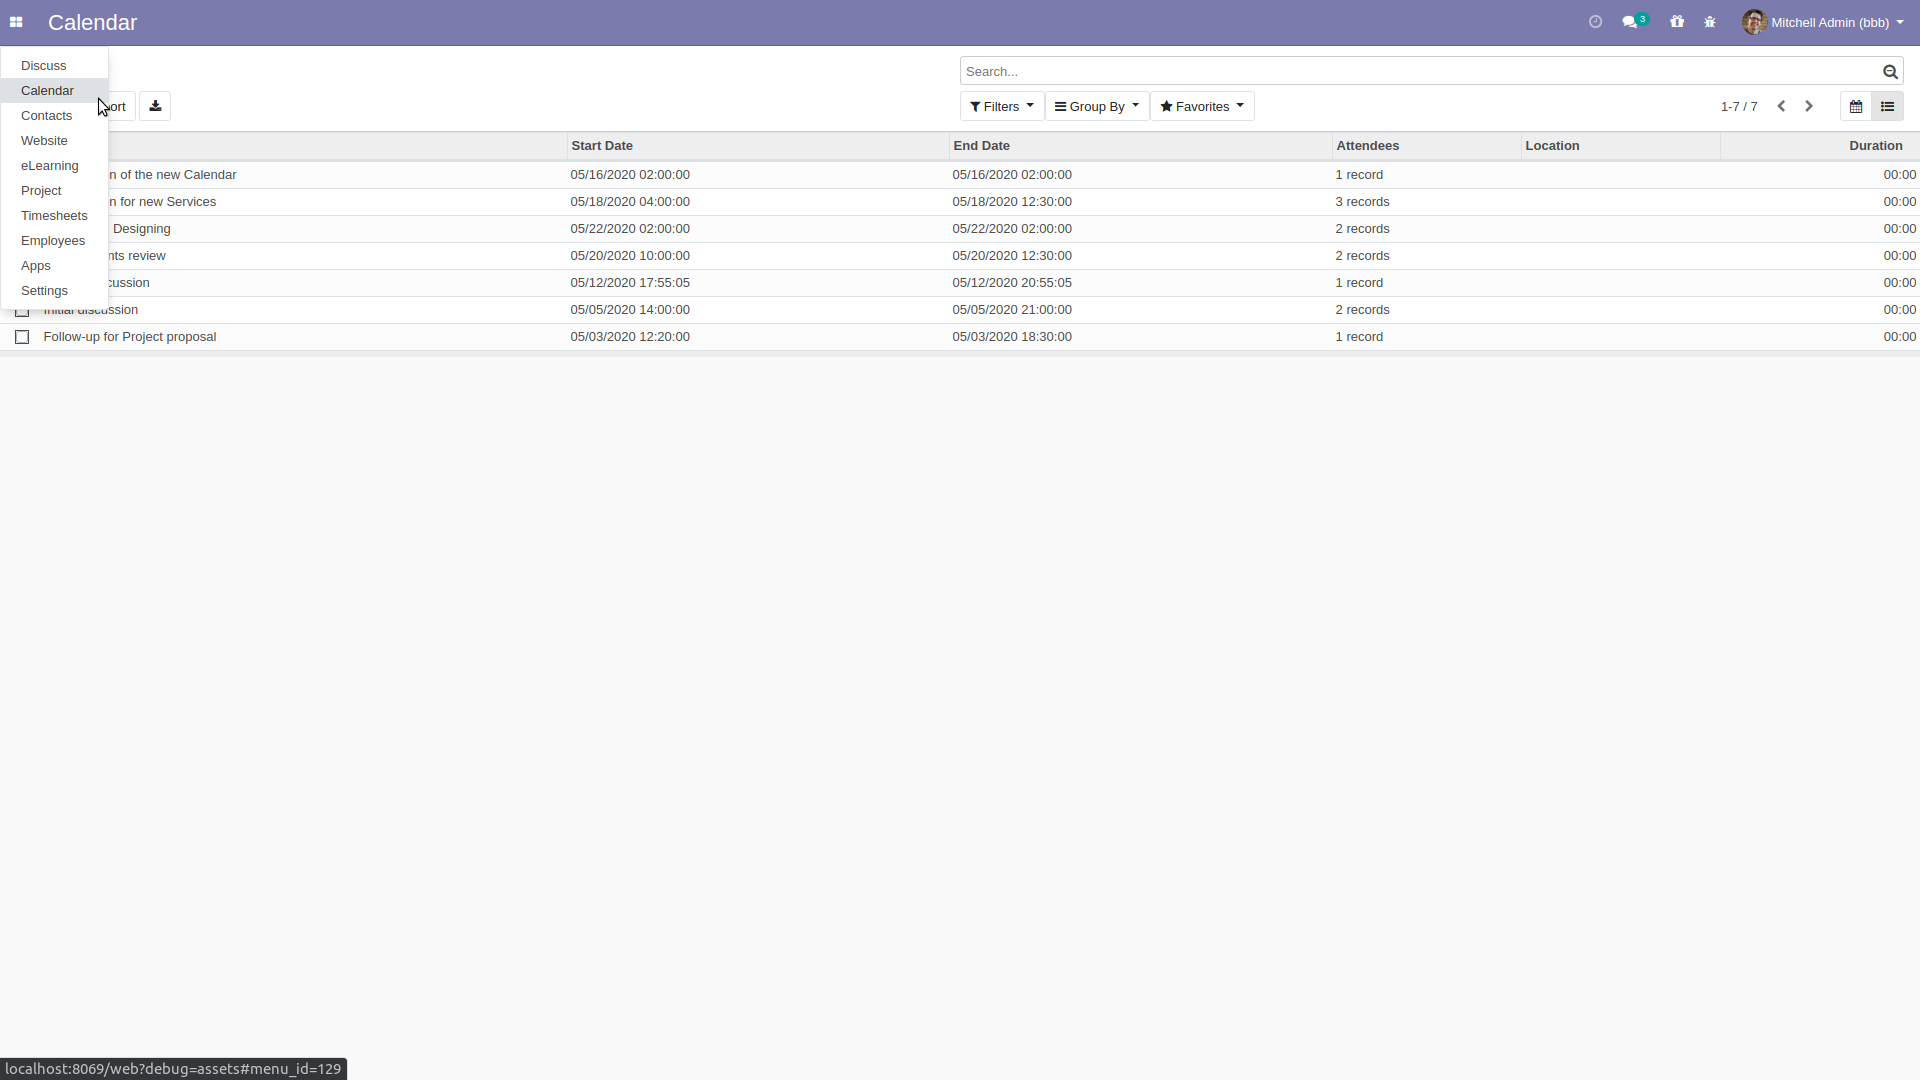 Calendar
3
Mitchell Admin (bbb)
Discuss
Calendar
Contacts
Website
eLearning
Project
Timesheets
Employees
Apps
Settings
Search...
ort
Filters Group By Favorites
1-7 / 7
Start Date End Date Attendees Location Duration
n of the new Calendar 05/16/2020 02:00:00 05/16/2020 02:00:00 1 record 00:00
n for new Services 05/18/2020 04:00:00 05/18/2020 12:30:00 3 records 00:00
Designing 05/22/2020 02:00:00 05/22/2020 02:00:00 2 records 00:00
nts review 05/20/2020 10:00:00 05/20/2020 12:30:00 2 records 00:00
cussion 05/12/2020 17:55:05 05/12/2020 20:55:05 1 record 00:00
Initial discussion 05/05/2020 14:00:00 05/05/2020 21:00:00 2 records 00:00
Follow-up for Project proposal 05/03/2020 12:20:00 05/03/2020 18:30:00 1 record 00:00
localhost:8069/web?debug=assets#menu_id=129